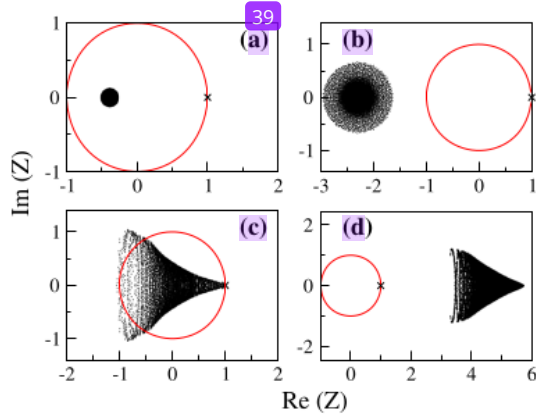 39
1 (a) (b)
1
Im (Z)
0 0
-1 -1
-1 0 1 2 -3 -2 -1 0 1
(c) (d)
1 2
0 0
-1 -2
-2 -1 0 1 2 0 2 4 6
Re (Z)